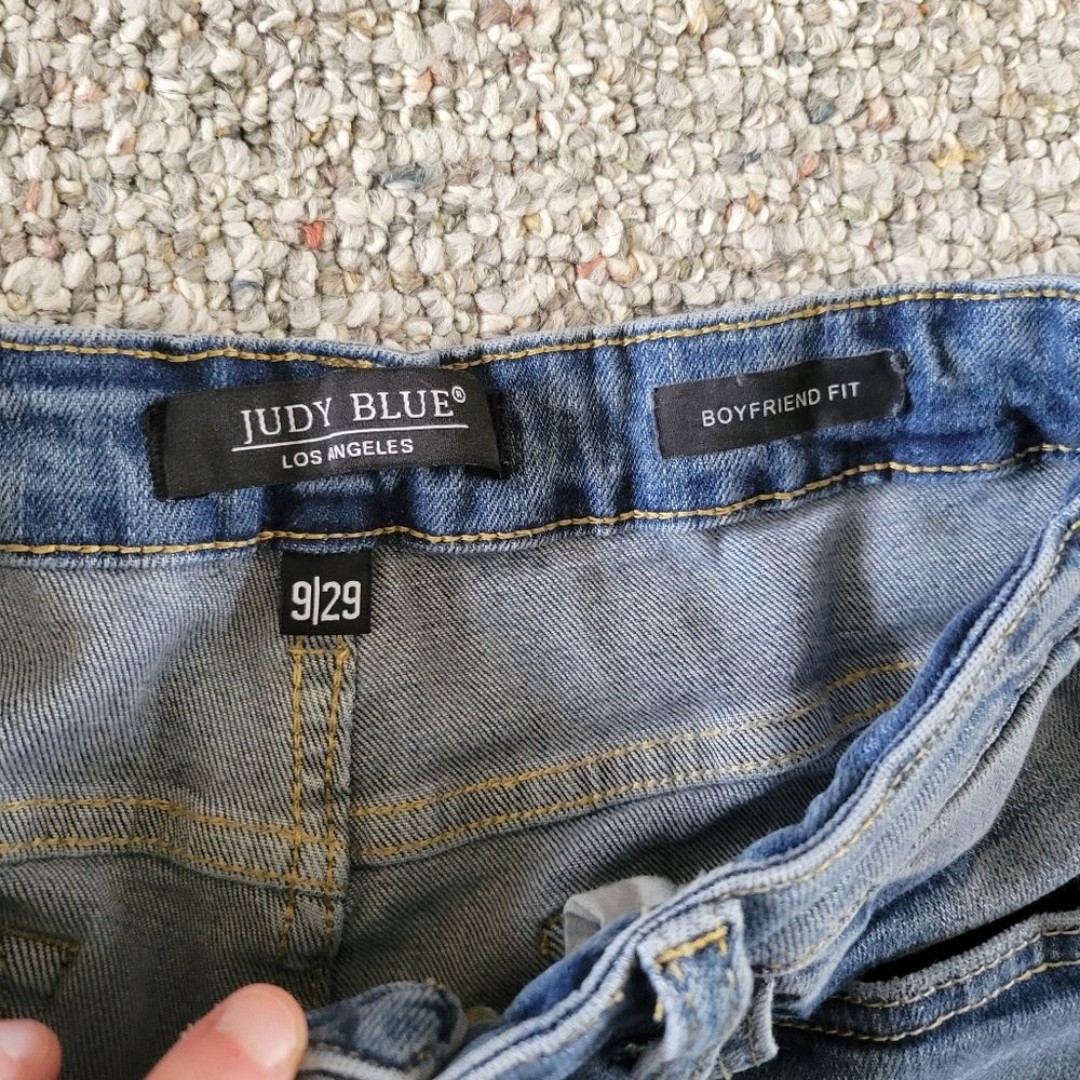 JUDY BLUE®
LOS ANGELES
BOYFRIEND FIT
9|29